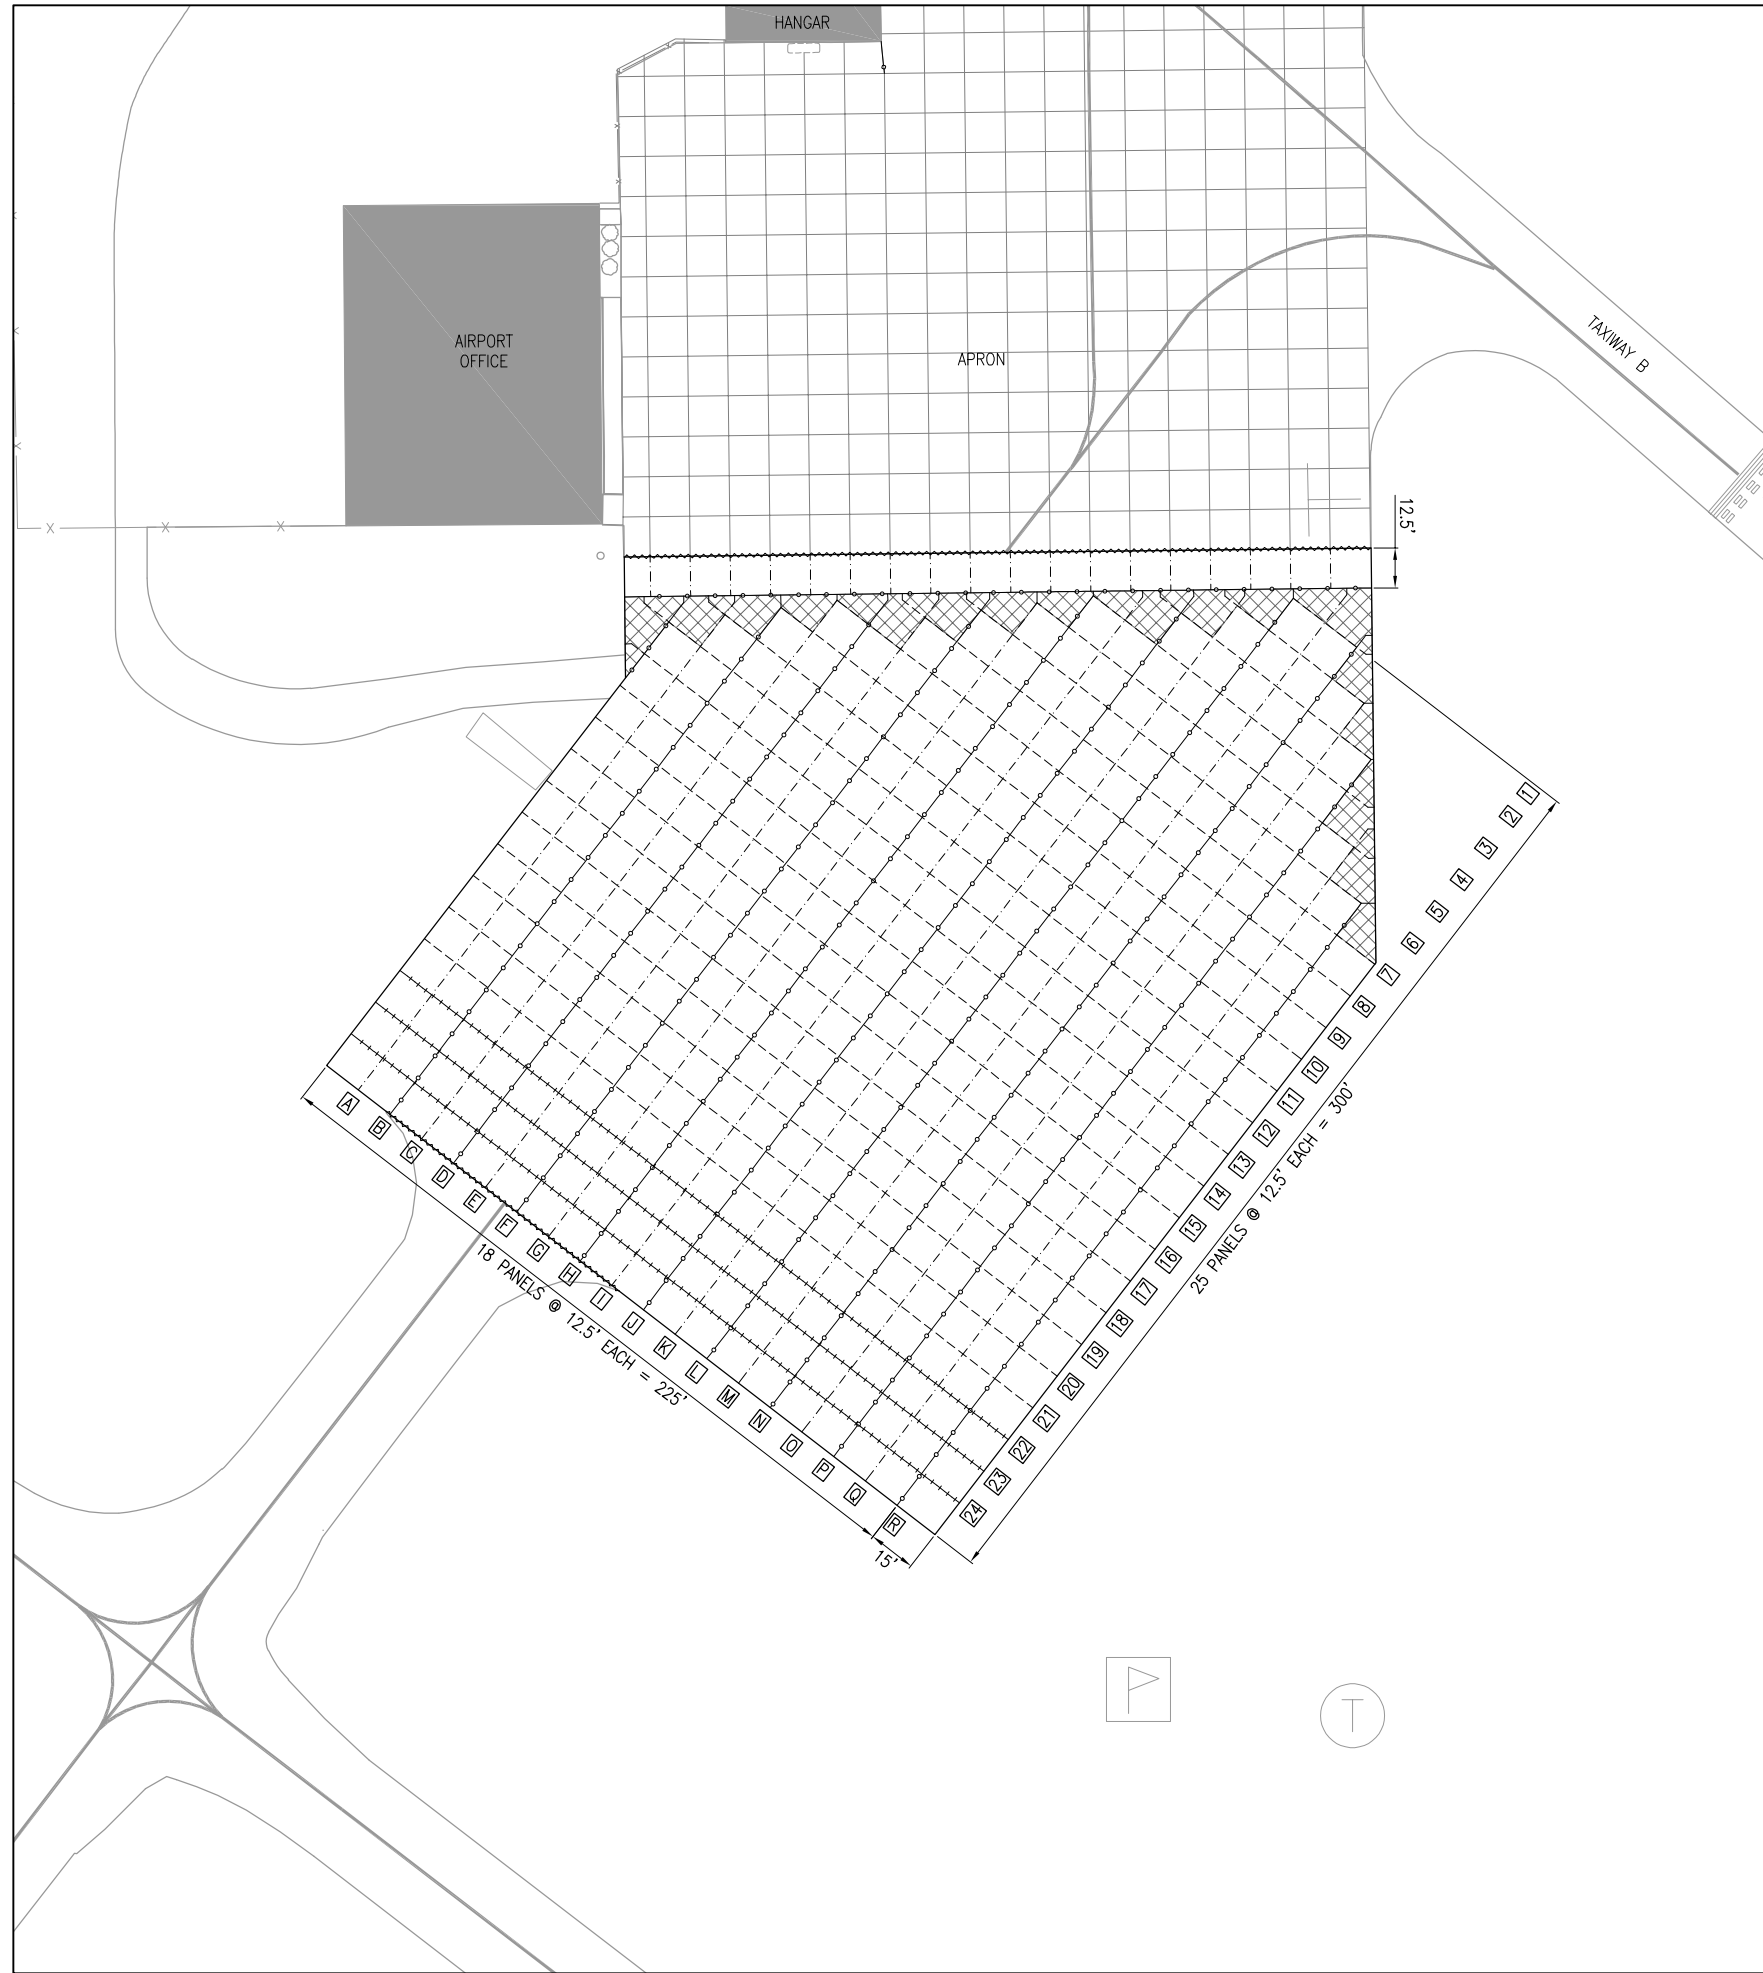 HANGAR
AIRPORT
OFFICE
APRON
TAXIWAY B
12.5'
1
2
3
4
5
6
7
8
9
10
11
12
13
14
15
16
17
18
19
20
21
22
23
24
25 PANELS @ 12.5' EACH = 300'
A
B
C
D
E
F
G
H
I
J
K
L
M
N
O
P
Q
R
18 PANELS @ 12.5' EACH = 225'
15'
P
T